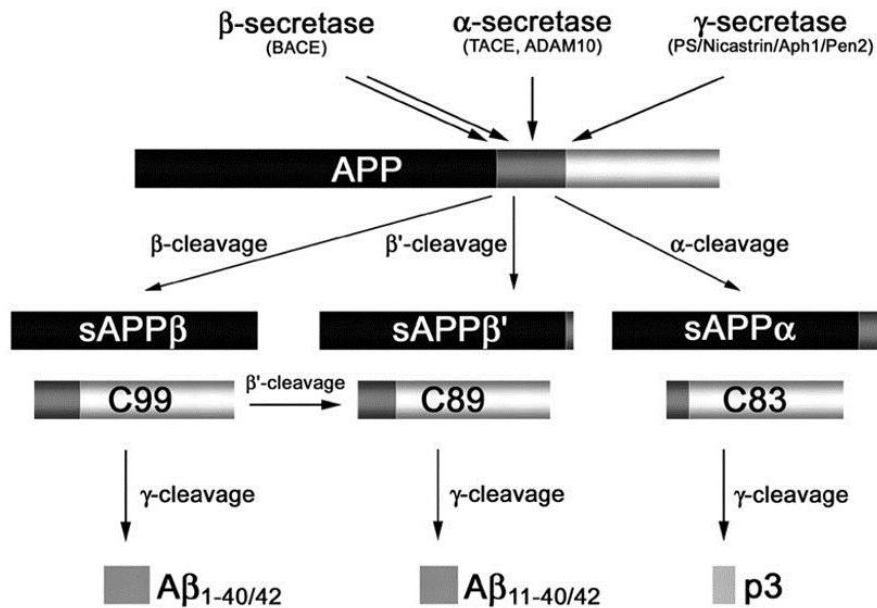 β-secretase α-secretase γ-secretase
(BACE) (TACE, ADAM10) (PS/Nicastrin/Aph1/Pen2)
APP
β-cleavage β'-cleavage α-cleavage
sAPPβ sAPPβ' sAPPα
β'-cleavage
C99 C89 C83
γ-cleavage γ-cleavage γ-cleavage
Aβ1-40/42 Aβ11-40/42 p3